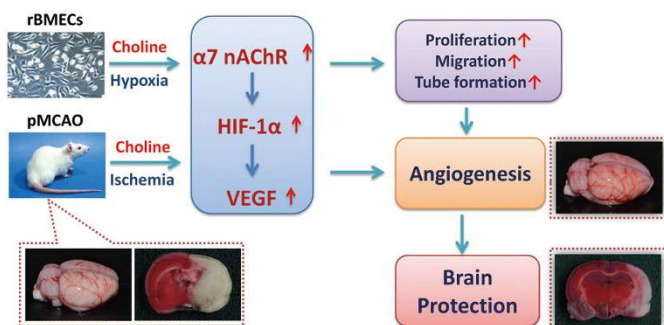 rBMECs
Choline
Hypoxia
pMCAO
Choline
Ischemia
α7 nAChR ↑
HIF-1α ↑
VEGF ↑
Proliferation↑
Migration↑
Tube formation↑
Angiogenesis
Brain
Protection